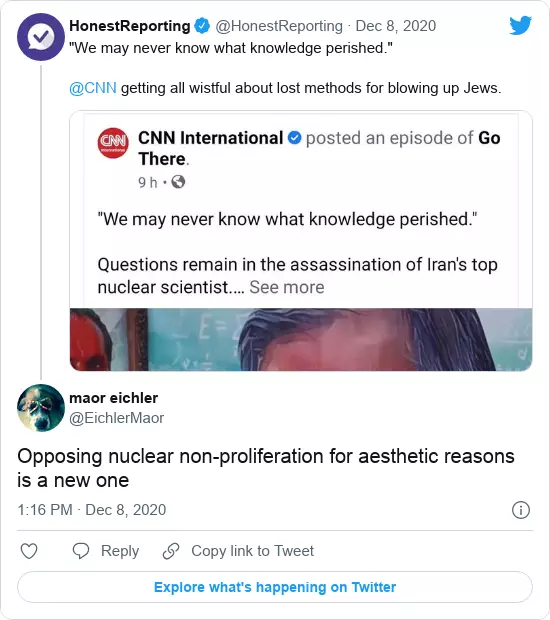 HonestReporting @HonestReporting · Dec 8, 2020
"We may never know what knowledge perished."
@CNN getting all wistful about lost methods for blowing up Jews.
CNN
International
CNN International posted an episode of Go
There.
9 h ·
"We may never know what knowledge perished."
Questions remain in the assassination of Iran's top
nuclear scientist.... See more
E=
maor eichler
@EichlerMaor
Opposing nuclear non-proliferation for aesthetic reasons
is a new one
1:16 PM · Dec 8, 2020
Reply
Copy link to Tweet
Explore what's happening on Twitter